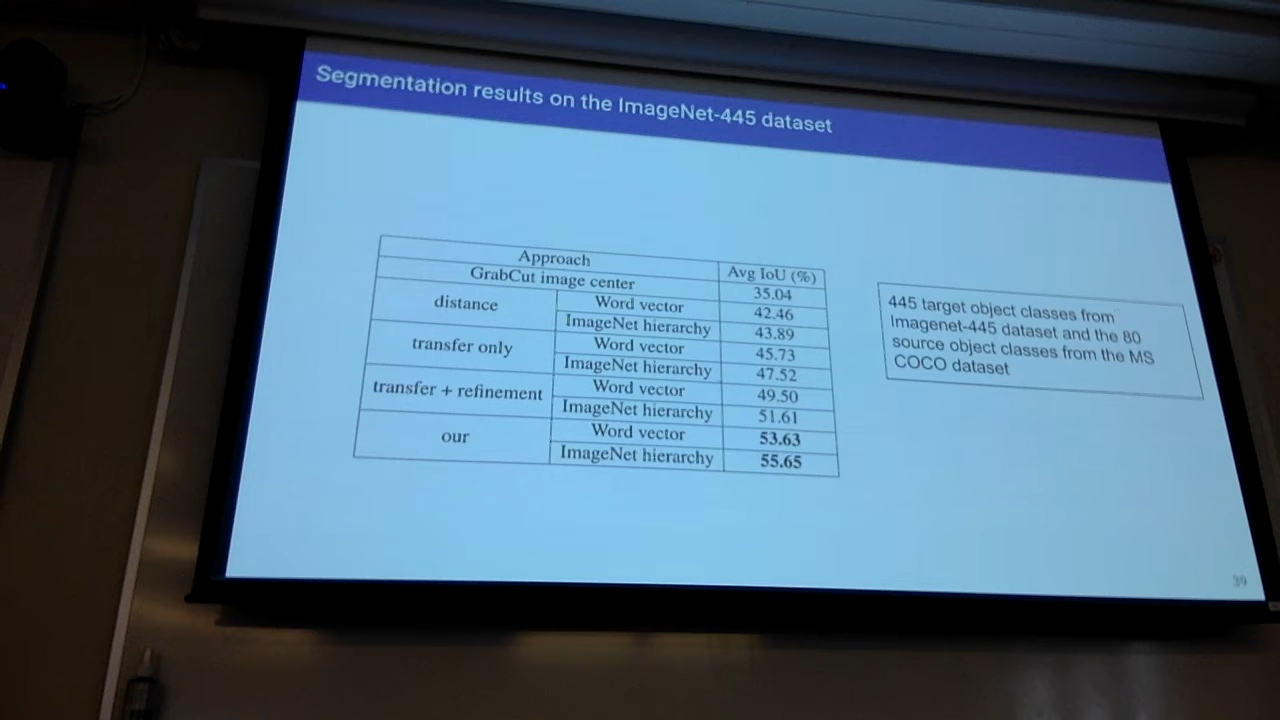 Segmentation results on the ImageNet-445 dataset
Approach Avg IoU (%)
GrabCut image center 35.04
distance Word vector 42.46
ImageNet hierarchy 43.89
transfer only Word vector 45.73
ImageNet hierarchy 47.52
transfer + refinement Word vector 49.50
ImageNet hierarchy 51.61
our Word vector 53.63
ImageNet hierarchy 55.65
445 target object classes from
Imagenet-445 dataset and the 80
source object classes from the MS
COCO dataset
39